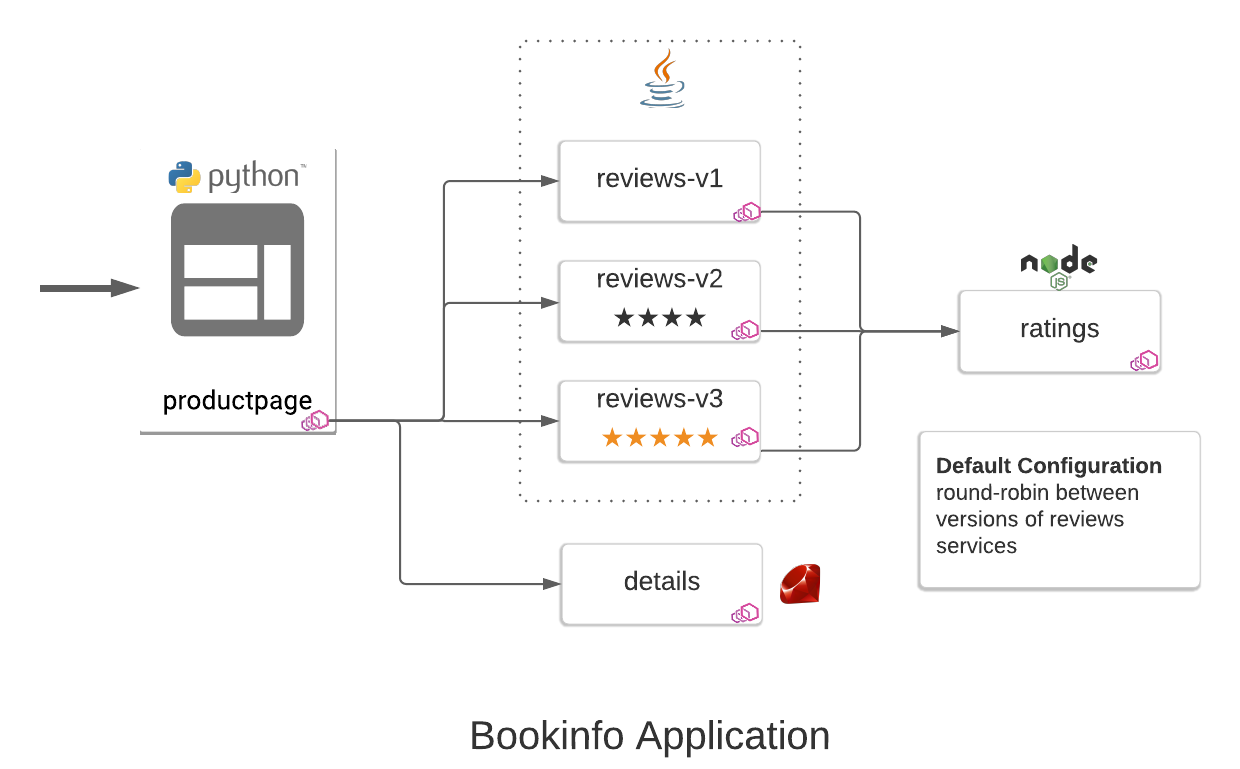 python™
productpage
reviews-v1
reviews-v2
reviews-v3
details
node
JS
ratings
Default Configuration
round-robin between
versions of reviews
services
Bookinfo Application